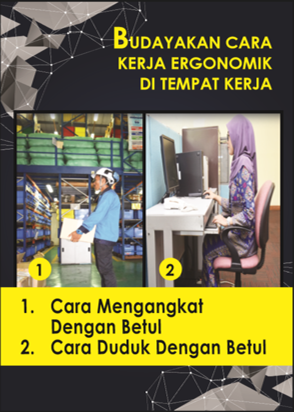 BUDAYAKAN CARA
KERJA ERGONOMIK
DI TEMPAT KERJA
1 2
1. Cara Mengangkat
Dengan Betul
2. Cara Duduk Dengan Betul